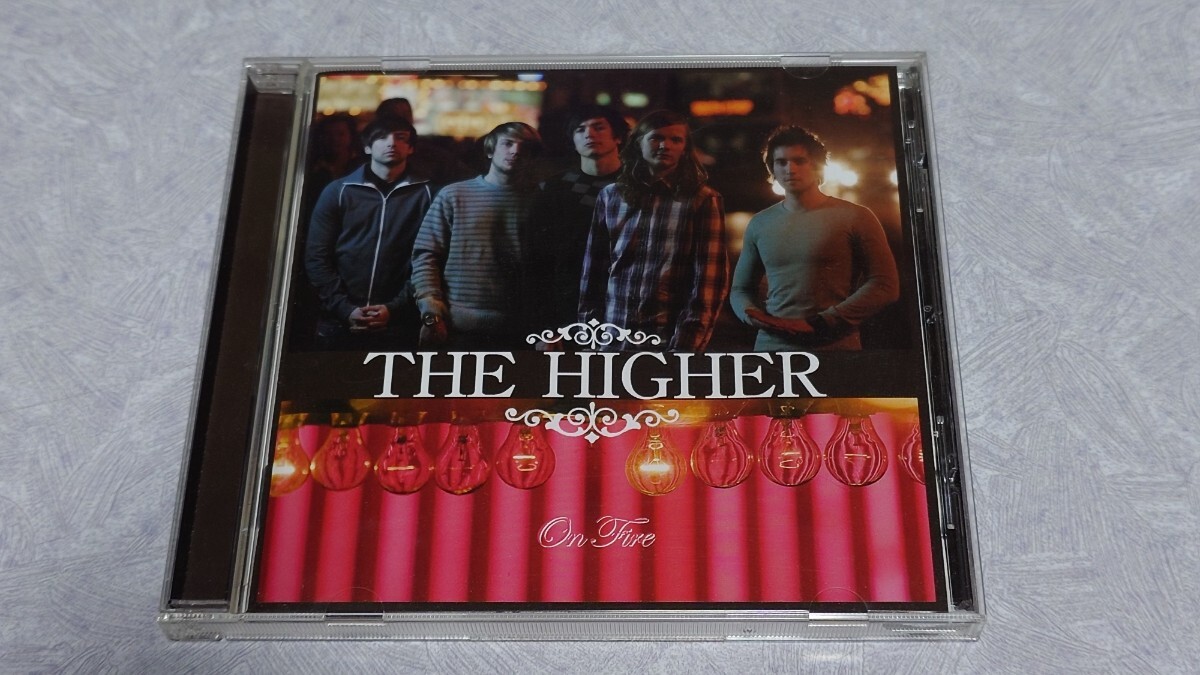 THE HIGHER
On Fire